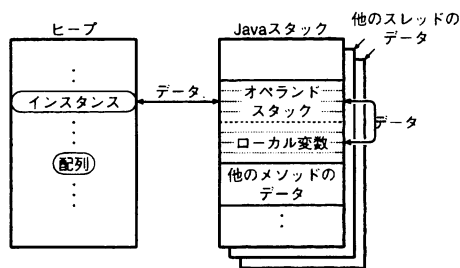 ヒープ
インスタンス
配列
データ
Javaスタック
他のスレッドの
データ
オペランド
スタック
ローカル変数
データ
他のメソッドの
データ